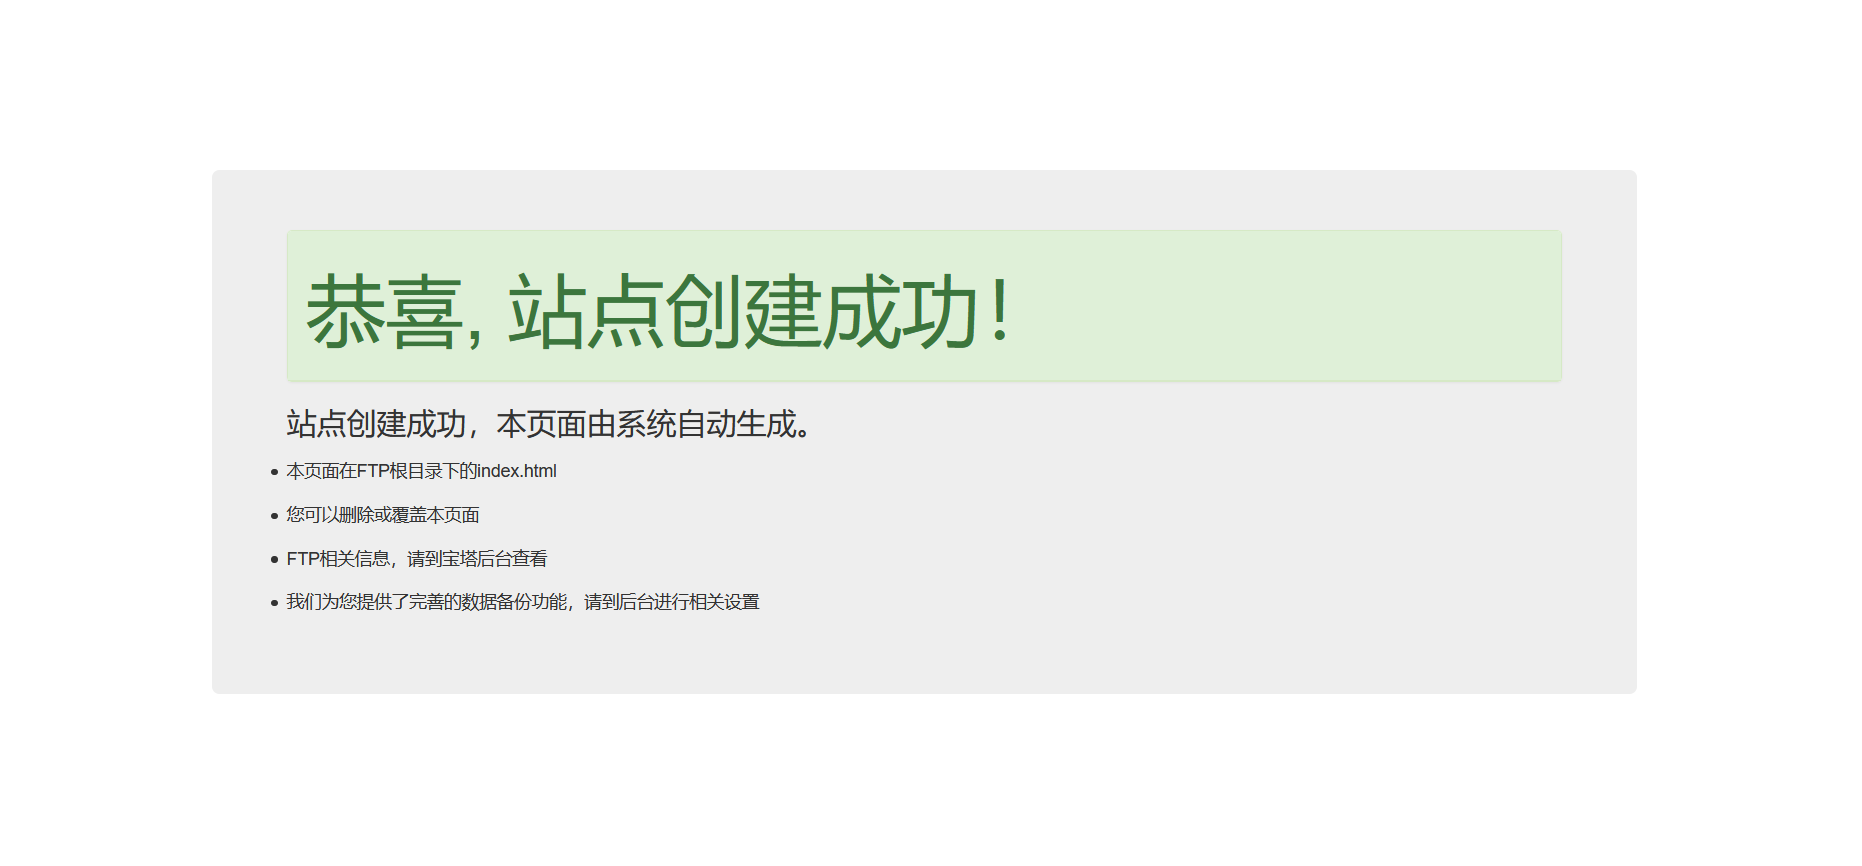 恭喜, 站点创建成功！
站点创建成功，本页面由系统自动生成。
本页面在FTP根目录下的index.html
您可以删除或覆盖本页面
FTP相关信息，请到宝塔后台查看
我们为您提供了完善的数据备份功能，请到后台进行相关设置